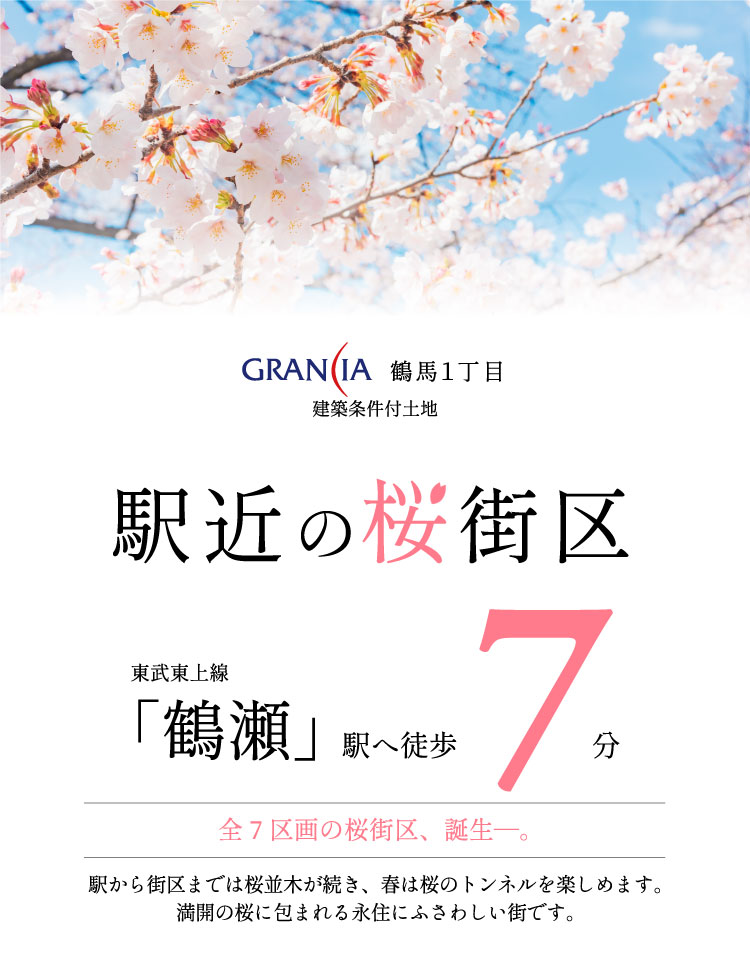 GRANCIA 鶴馬1丁目
建築条件付土地
駅近の桜街区
東武東上線
「鶴瀬」駅へ徒歩7分
全7区画の桜街区、誕生―。
駅から街区までは桜並木が続き、春は桜のトンネルを楽しめます。
満開の桜に包まれる永住にふさわしい街です。